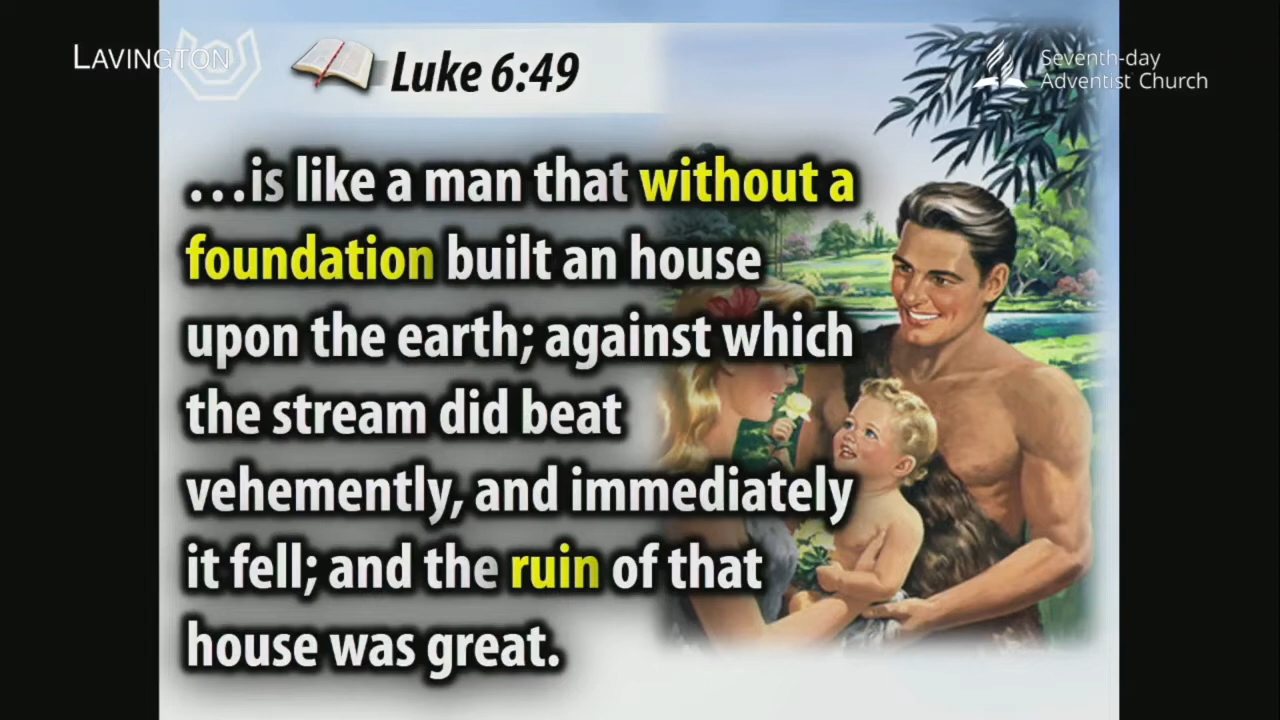 LAVINGTON
Luke 6:49
Seventh-day
Adventist Church
...is like a man that without a
foundation built an house
upon the earth; against which
the stream did beat
vehemently, and immediately
it fell; and the ruin of that
house was great.